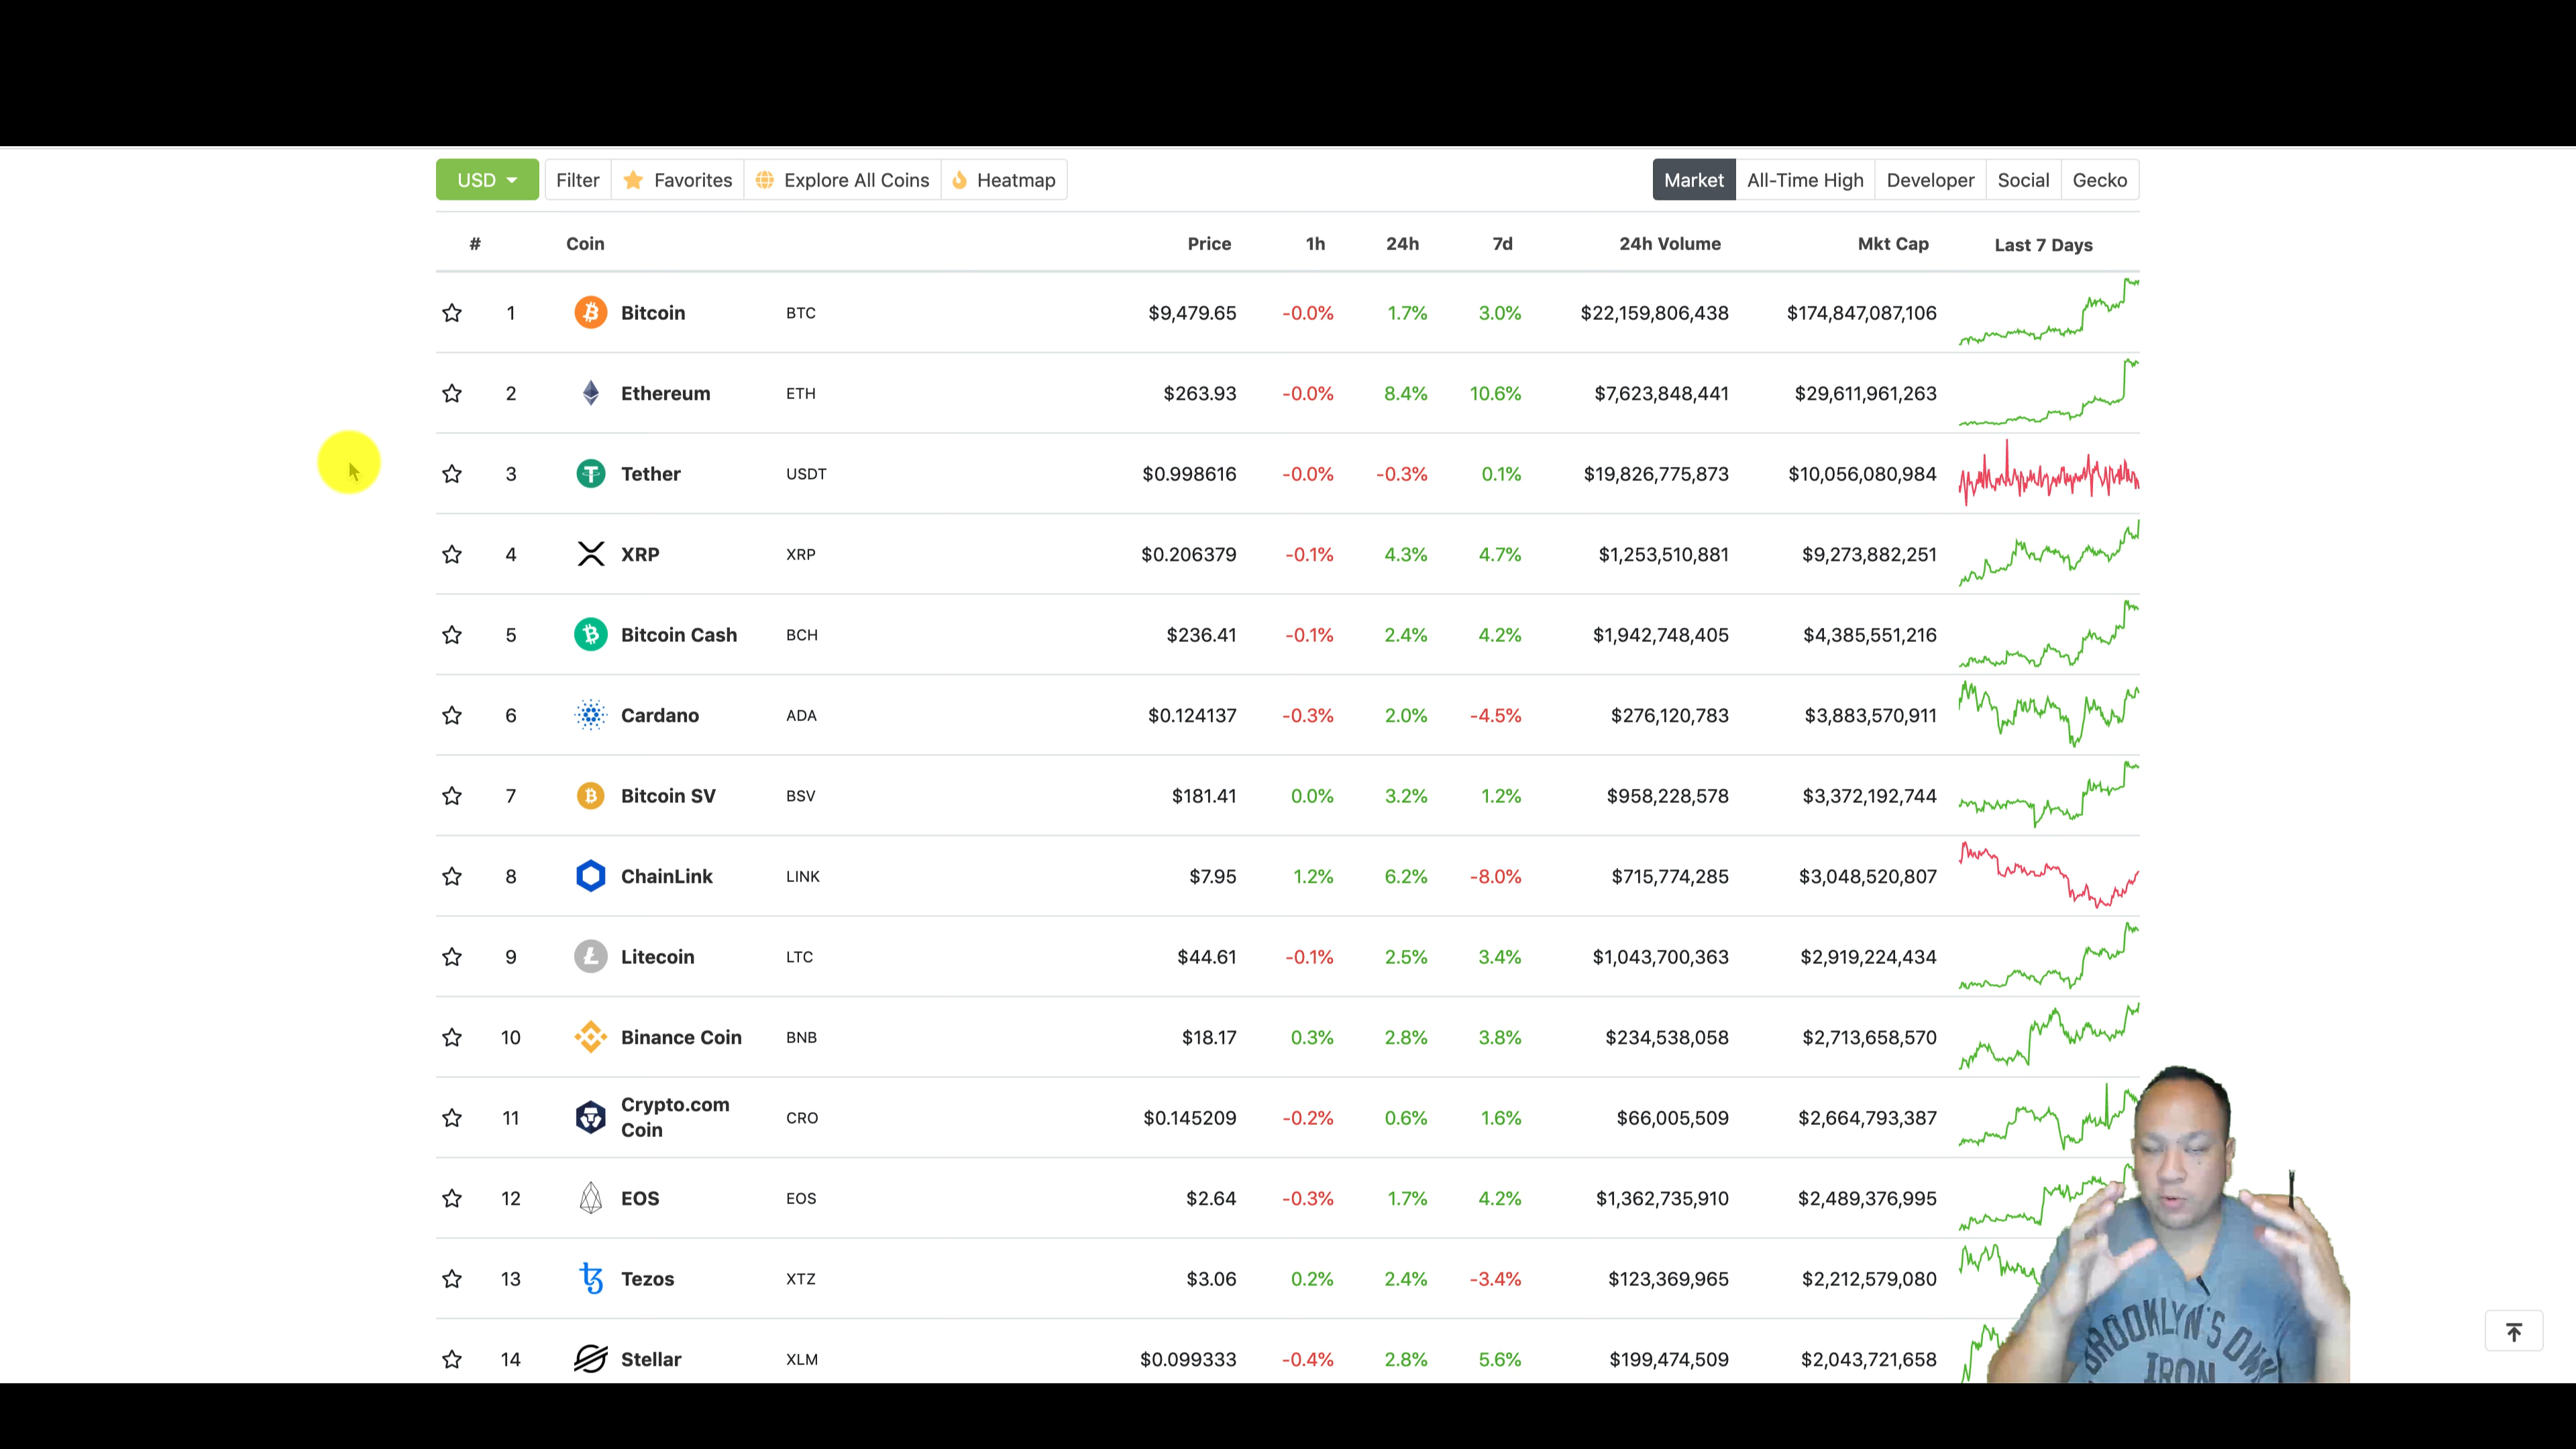 USD Filter Favorites Explore All Coins Heatmap Market All-Time High Developer Social Gecko
# Coin Price 1h 24h 7d 24h Volume Mkt Cap Last 7 Days
1 Bitcoin BTC $9,479.65 -0.0% 1.7% 3.0% $22,159,806,438 $174,847,087,106
2 Ethereum ETH $263.93 -0.0% 8.4% 10.6% $7,623,848,441 $29,611,961,263
3 Tether USDT $0.998616 -0.0% -0.3% 0.1% $19,826,775,873 $10,056,080,984
4 XRP XRP $0.206379 -0.1% 4.3% 4.7% $1,253,510,881 $9,273,882,251
5 Bitcoin Cash BCH $236.41 -0.1% 2.4% 4.2% $1,942,748,405 $4,385,551,216
6 Cardano ADA $0.124137 -0.3% 2.0% -4.5% $276,120,783 $3,883,570,911
7 Bitcoin SV BSV $181.41 0.0% 3.2% 1.2% $958,228,578 $3,372,192,744
8 ChainLink LINK $7.95 1.2% 6.2% -8.0% $715,774,285 $3,048,520,807
9 Litecoin LTC $44.61 -0.1% 2.5% 3.4% $1,043,700,363 $2,919,224,434
10 Binance Coin BNB $18.17 0.3% 2.8% 3.8% $234,538,058 $2,713,658,570
11 Crypto.com Coin CRO $0.145209 -0.2% 0.6% 1.6% $66,005,509 $2,664,793,387
12 EOS EOS $2.64 -0.3% 1.7% 4.2% $1,362,735,910 $2,489,376,995
13 Tezos XTZ $3.06 0.2% 2.4% -3.4% $123,369,965 $2,212,579,080
14 Stellar XLM $0.099333 -0.4% 2.8% 5.6% $199,474,509 $2,043,721,658
BROOKLYN'S OWN
IRON